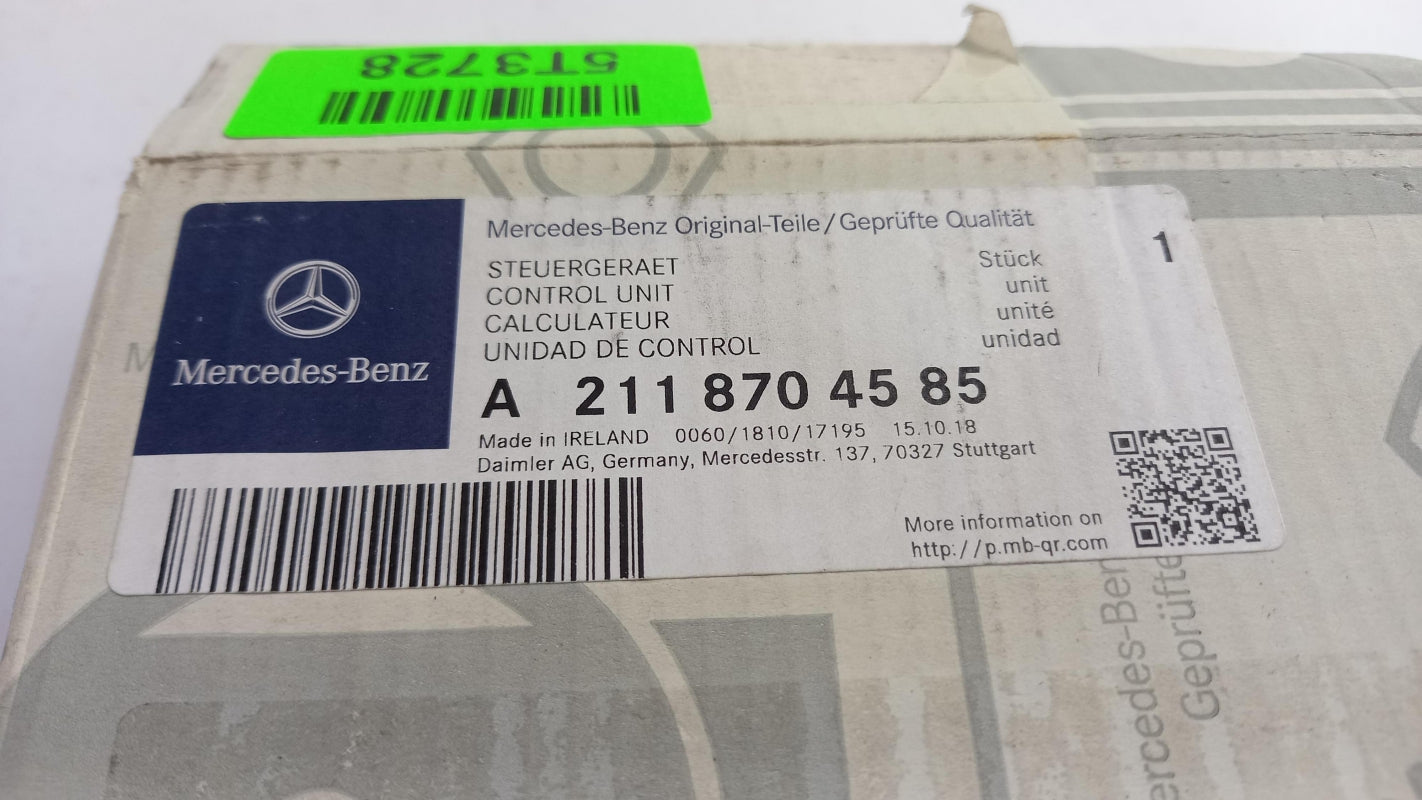 5T3728
Mercedes-Benz
Mercedes-Benz Original-Teile/Geprüfte Qualität
STEUERGERAET
CONTROL UNIT
CALCULATEUR
UNIDAD DE CONTROL
Stück
unit
unité
unidad
1
A 211 870 45 85
Made in IRELAND 0060/1810/17195 15.10.18
Daimler AG, Germany, Mercedesstr. 137, 70327 Stuttgart
More information on
http://p.mb-qr.com
Geprüfte